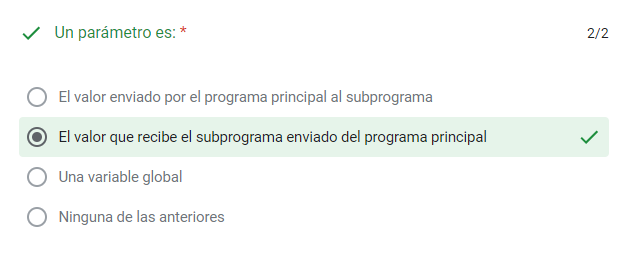 Un parámetro es: * 2/2
El valor enviado por el programa principal al subprograma
El valor que recibe el subprograma enviado del programa principal
Una variable global
Ninguna de las anteriores